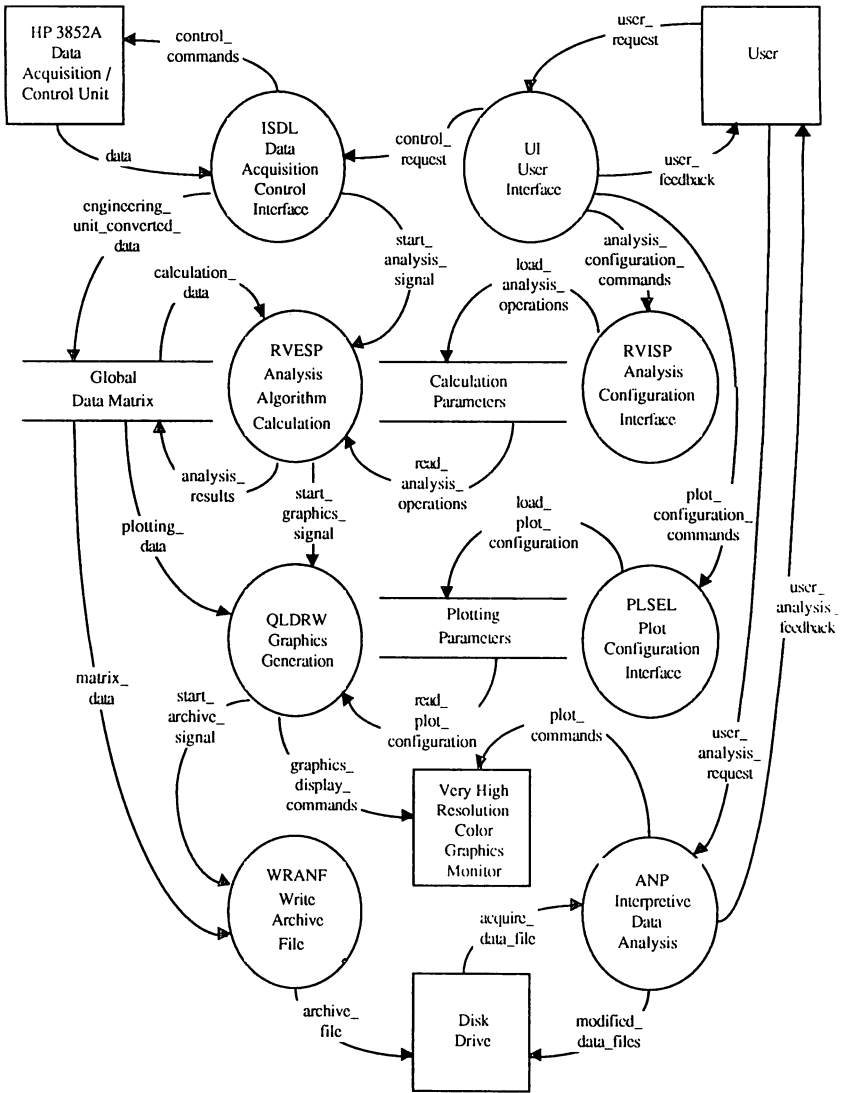 HP 3852A
Data
Acquisition /
Control Unit
control_
commands
user_
request
User
ISDL
Data
Acquisition
Control
Interface
UI
User
Interface
control_
request
data
user_
feedback
engineering_
unit_converted_
data
start_
analysis_
signal
analysis_
configuration_
commands
calculation_
data
load_
analysis_
operations
RVESP
Analysis
Algorithm
Calculation
RVISP
Analysis
Configuration
Interface
Global
Data Matrix
Calculation
Parameters
analysis_
results
start_
graphics_
signal
read_
analysis_
operations
plotting_
data
load_
plot_
configuration
plot_
configuration_
commands
QLDRW
Graphics
Generation
Plotting
Parameters
PLSEL
Plot
Configuration
Interface
user_
analysis_
feedback
matrix_
data
start_
archive_
signal
read_
plot_
configuration
plot_
commands
user_
analysis_
request
graphics_
display_
commands
Very High
Resolution
Color
Graphics
Monitor
WRANF
Write
Archive
File
ANP
Interpretive
Data
Analysis
acquire_
data_file
archive_
file
Disk
Drive
modified_
data_files